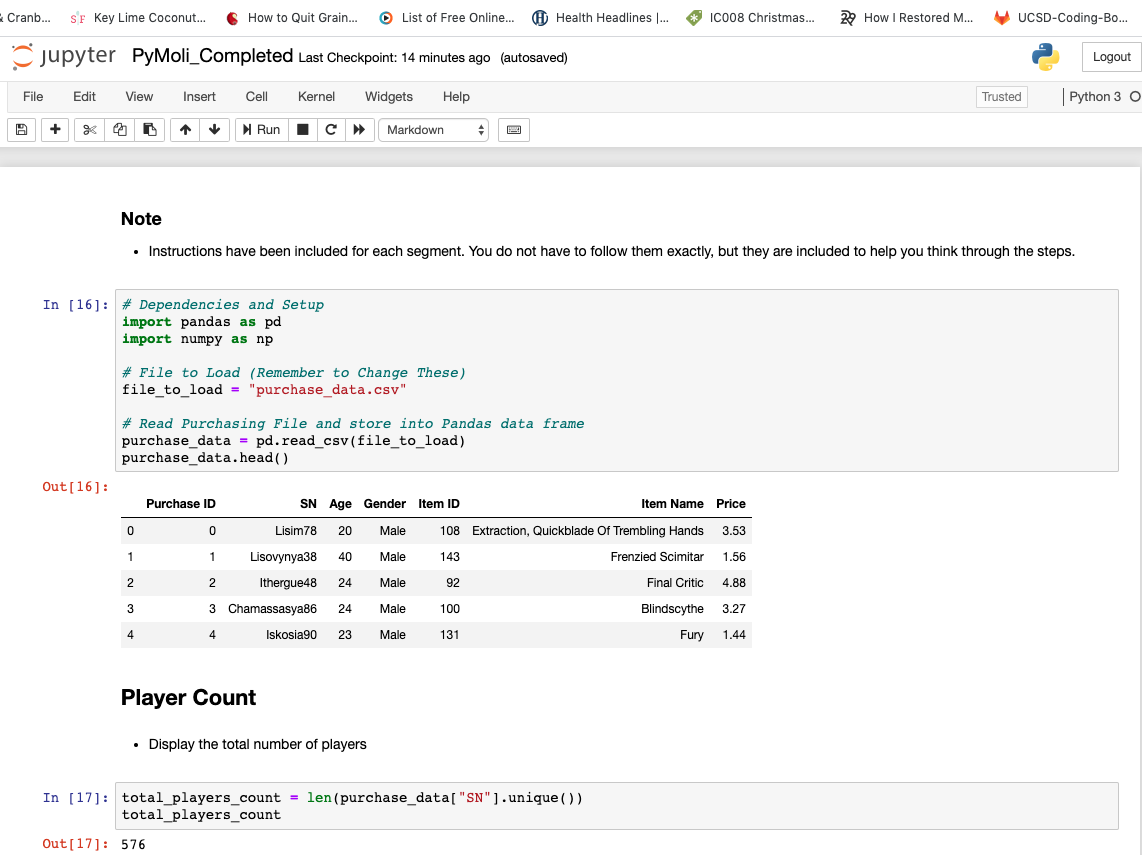 & Cranb... Key Lime Coconut... How to Quit Grain... List of Free Online... Health Headlines |... IC008 Christmas... How I Restored M... UCSD-Coding-Bo...
jupyter PyMoli_Completed Last Checkpoint: 14 minutes ago (autosaved) Logout
File Edit View Insert Cell Kernel Widgets Help Trusted Python 3
Run Markdown
Note
• Instructions have been included for each segment. You do not have to follow them exactly, but they are included to help you think through the steps.
In [16]: # Dependencies and Setup
import pandas as pd
import numpy as np
# File to Load (Remember to Change These)
file_to_load = "purchase_data.csv"
# Read Purchasing File and store into Pandas data frame
purchase_data = pd.read_csv(file_to_load)
purchase_data.head()
Out[16]:
Purchase ID SN Age Gender Item ID Item Name Price
0 0 Lisim78 20 Male 108 Extraction, Quickblade Of Trembling Hands 3.53
1 1 Lisovynya38 40 Male 143 Frenzied Scimitar 1.56
2 2 Ithergue48 24 Male 92 Final Critic 4.88
3 3 Chamassasya86 24 Male 100 Blindscythe 3.27
4 4 Iskosia90 23 Male 131 Fury 1.44
Player Count
• Display the total number of players
In [17]: total_players_count = len(purchase_data["SN"].unique())
total_players_count
Out[17]: 576